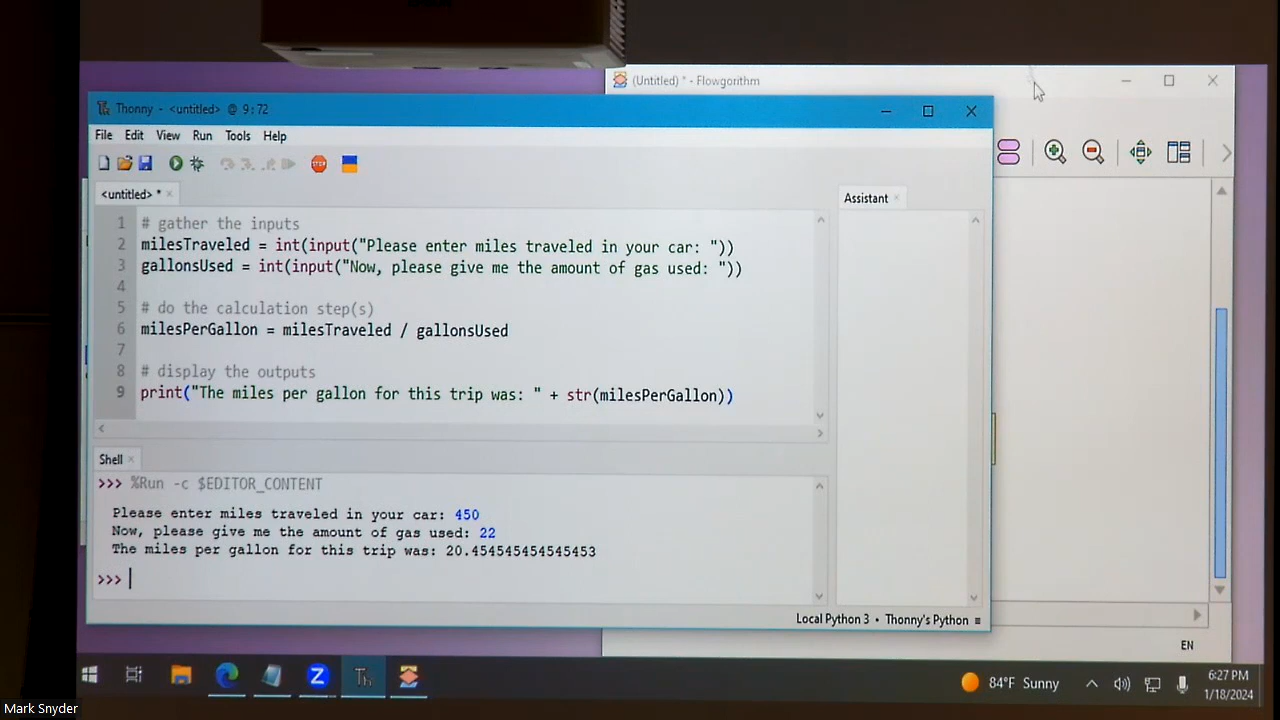 (Untitled) * - Flowgorithm
Thonny - <untitled> @ 9:72
File Edit View Run Tools Help
STOP
<untitled> *
Assistant
1 # gather the inputs
2 milesTraveled = int(input("Please enter miles traveled in your car: "))
3 gallonsUsed = int(input("Now, please give me the amount of gas used: "))
4
5 # do the calculation step(s)
6 milesPerGallon = milesTraveled / gallonsUsed
7
8 # display the outputs
9 print("The miles per gallon for this trip was: " + str(milesPerGallon))
Shell
>>> %Run -c $EDITOR_CONTENT
Please enter miles traveled in your car: 450
Now, please give me the amount of gas used: 22
The miles per gallon for this trip was: 20.454545454545453
>>>
Local Python 3 • Thonny's Python ≡
EN
Z Th 84°F Sunny 6:27 PM
1/18/2024
Mark Snyder